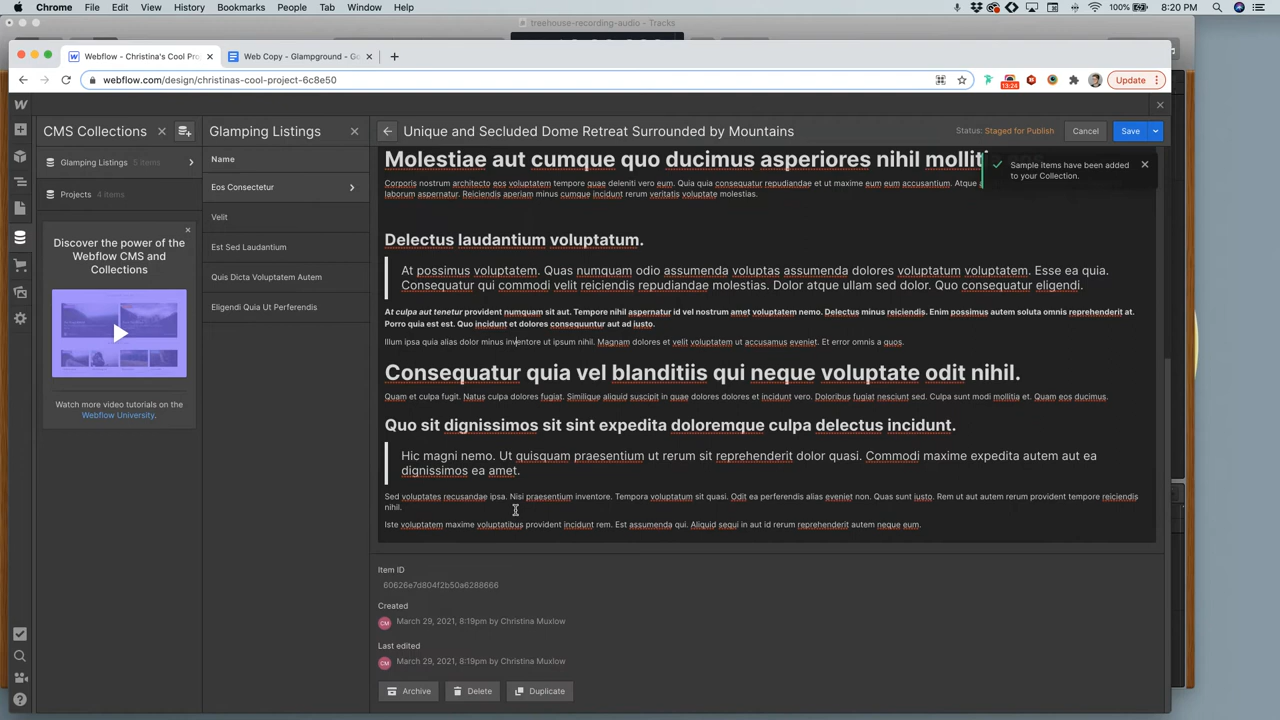 Chrome File Edit View History Bookmarks People Tab Window Help
100% 8:20 PM
treehouse-recording-audio - Tracks
Webflow - Christina's Cool Pro
Web Copy - Glampground - Go
webflow.com/design/christinas-cool-project-6c8e50
13:24
Update
CMS Collections
Glamping Listings
Unique and Secluded Dome Retreat Surrounded by Mountains
Status: Staged for Publish
Cancel
Save
Glamping Listings 5 items
Projects 4 items
Discover the power of the
Webflow CMS and
Collections
Watch more video tutorials on the
Webflow University.
Name
Eos Consectetur
Velit
Est Sed Laudantium
Quis Dicta Voluptatem Autem
Eligendi Quia Ut Perferendis
Sample items have been added
to your Collection.
Molestiae aut cumque quo ducimus asperiores nihil molliti
Corporis nostrum architecto eos voluptatem tempore quae deleniti vero eum. Quia quia consequatur repudiandae et ut maxime eum eum accusantium. Atque
laborum aspernatur. Reiciendis aperiam minus cumque incidunt rerum veritatis voluptate molestias.
Delectus laudantium voluptatum.
At possimus voluptatem. Quas numquam odio assumenda voluptas assumenda dolores voluptatum voluptatem. Esse ea quia.
Consequatur qui commodi velit reiciendis repudiandae molestias. Dolor atque ullam sed dolor. Quo consequatur eligendi.
At culpa aut tenetur provident numquam sit aut. Tempore nihil aspernatur id vel nostrum amet voluptatem nemo. Delectus minus reiciendis. Enim possimus autem soluta omnis reprehenderit at.
Porro quia est est. Quo incidunt et dolores consequuntur aut ad iusto.
Illum ipsa quia alias dolor minus inventore ut ipsum nihil. Magnam dolores et velit voluptatem ut accusamus eveniet. Et error omnis a quos.
Consequatur quia vel blanditiis qui neque voluptate odit nihil.
Quam et culpa fugit. Natus culpa dolores fugiat. Similique aliquid suscipit in quae dolores dolores et incidunt vero. Doloribus fugiat nesciunt sed. Culpa sunt modi mollitia et. Quam eos ducimus.
Quo sit dignissimos sit sint expedita doloremque culpa delectus incidunt.
Hic magni nemo. Ut quisquam praesentium ut rerum sit reprehenderit dolor quasi. Commodi maxime expedita autem aut ea
dignissimos ea amet.
Sed voluptates recusandae ipsa. Nisi praesentium inventore. Tempora voluptatum sit quasi. Odit ea perferendis alias eveniet non. Quas sunt iusto. Rem ut aut autem rerum provident tempore reiciendis
nihil.
Iste voluptatem maxime voluptatibus provident incidunt rem. Est assumenda qui. Aliquid sequi in aut id rerum reprehenderit autem neque eum.
Item ID
60626e7d804f2b50a6288666
Created
CM March 29, 2021, 8:19pm by Christina Muxlow
Last edited
CM March 29, 2021, 8:19pm by Christina Muxlow
Archive
Delete
Duplicate